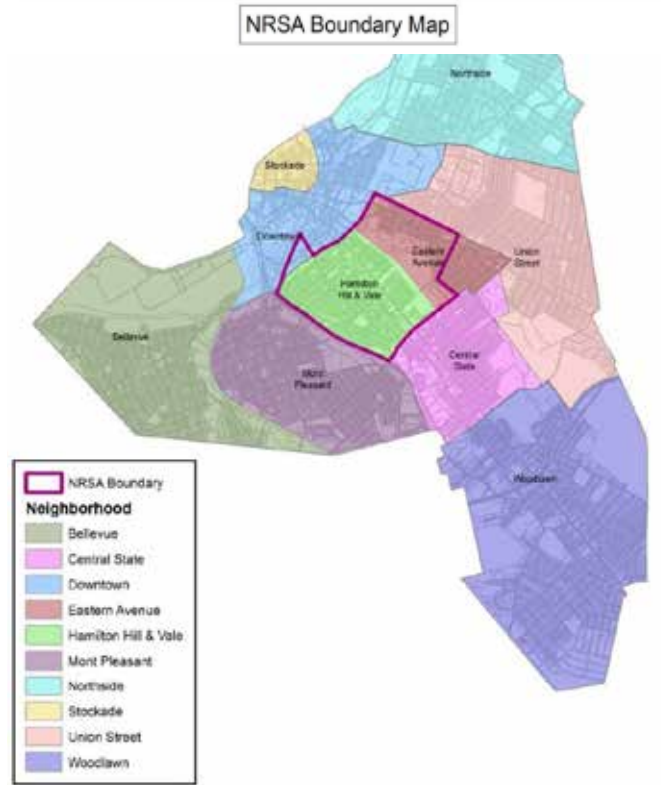 NRSA Boundary Map
Northside
Stockade
Downtown
Eastern
Avenue
Union
Street
Hamilton
Hill & Vale
Bellevue
Central
State
Mont
Pleasant
Woodlawn
NRSA Boundary
Neighborhood
Bellevue
Central State
Downtown
Eastern Avenue
Hamilton Hill & Vale
Mont Pleasant
Northside
Stockade
Union Street
Woodlawn